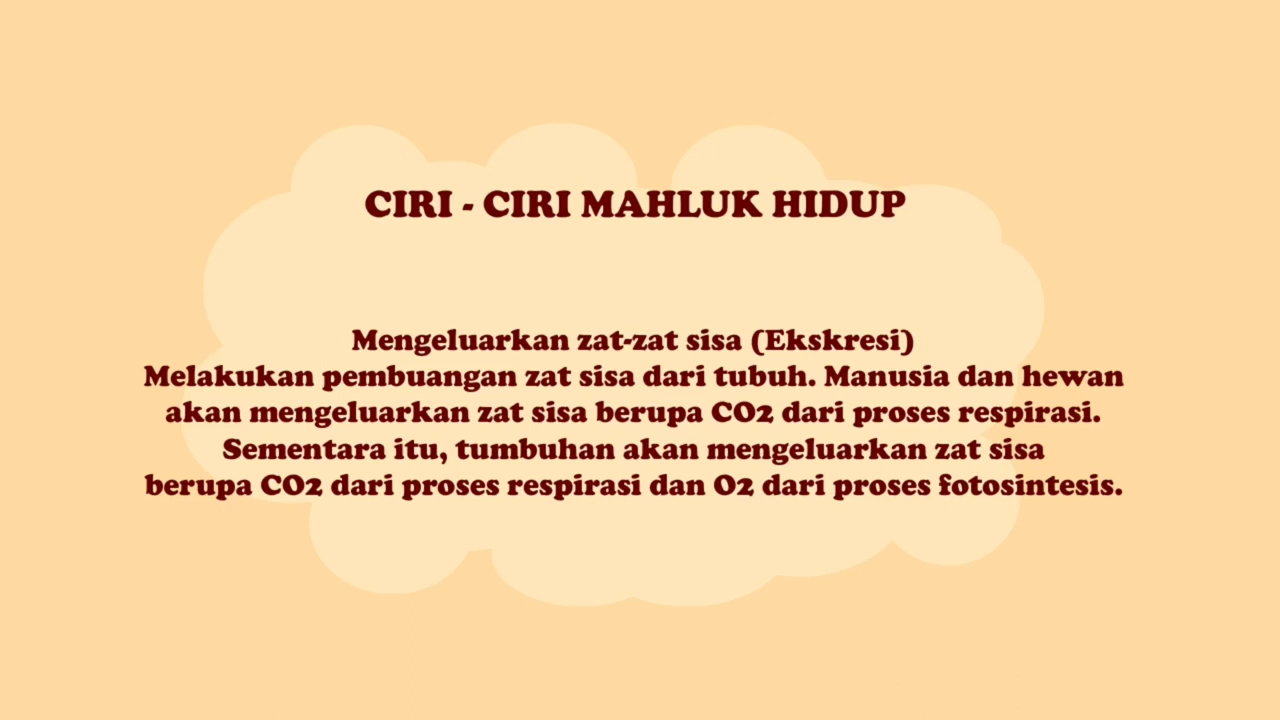 CIRI - CIRI MAHLUK HIDUP
Mengeluarkan zat-zat sisa (Ekskresi)
Melakukan pembuangan zat sisa dari tubuh. Manusia dan hewan
akan mengeluarkan zat sisa berupa CO2 dari proses respirasi.
Sementara itu, tumbuhan akan mengeluarkan zat sisa
berupa CO2 dari proses respirasi dan O2 dari proses fotosintesis.